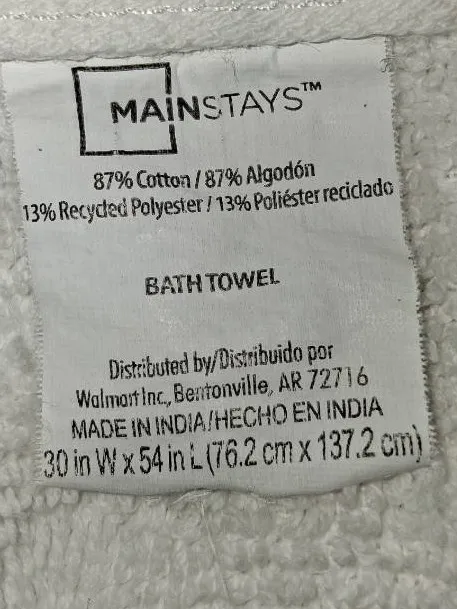 MAINSTAYS™
87% Cotton / 87% Algodón
13% Recycled Polyester / 13% Poliéster reciclado
BATH TOWEL
Distributed by/Distribuido por
Walmart Inc., Bentonville, AR 72716
MADE IN INDIA/HECHO EN INDIA
30 in W x 54 in L (76.2 cm x 137.2 cm)